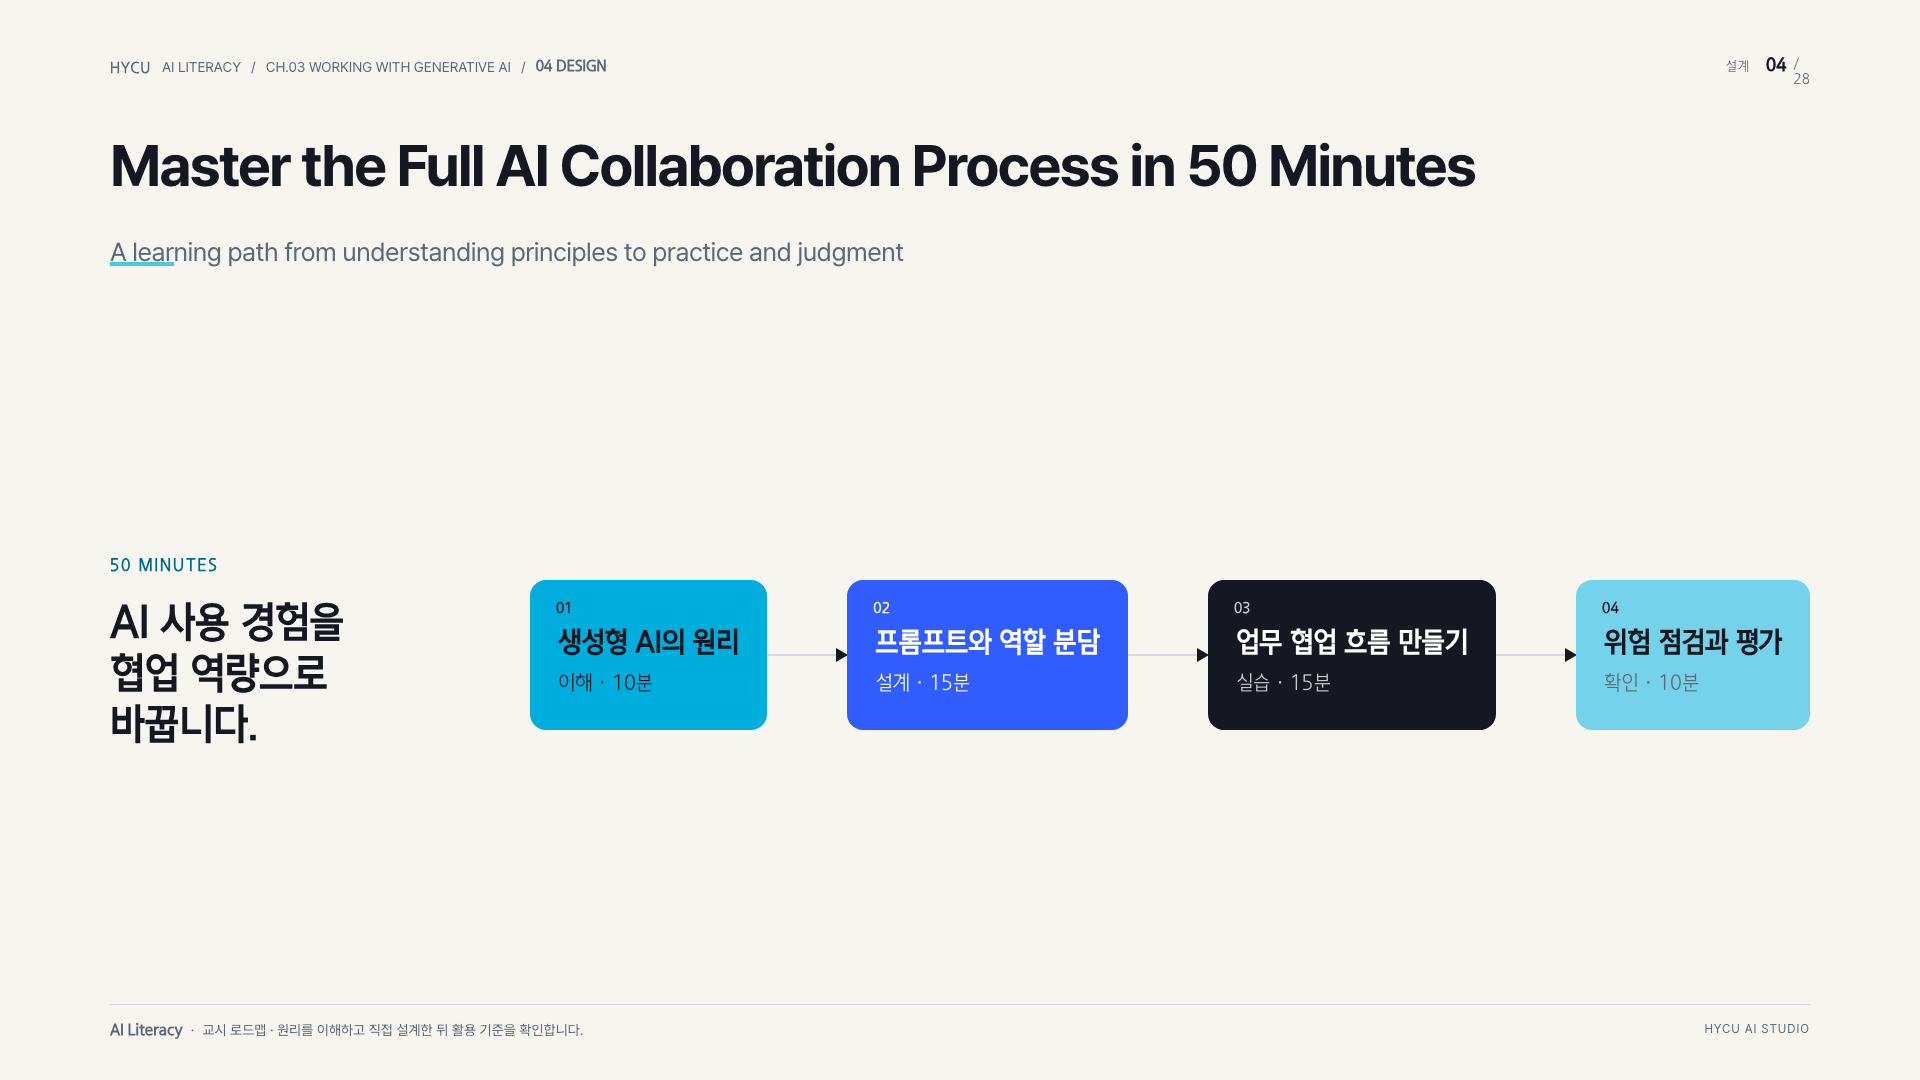 HYCU AI LITERACY / CH.03 WORKING WITH GENERATIVE AI / 04 DESIGN
설계 04 / 28
Master the Full AI Collaboration Process in 50 Minutes
A learning path from understanding principles to practice and judgment
50 MINUTES
AI 사용 경험을
협업 역량으로
바꿉니다.
01
생성형 AI의 원리
이해 · 10분
02
프롬프트와 역할 분담
설계 · 15분
03
업무 협업 흐름 만들기
실습 · 15분
04
위험 점검과 평가
확인 · 10분
AI Literacy · 교시 로드맵 · 원리를 이해하고 직접 설계한 뒤 활용 기준을 확인합니다.
HYCU AI STUDIO